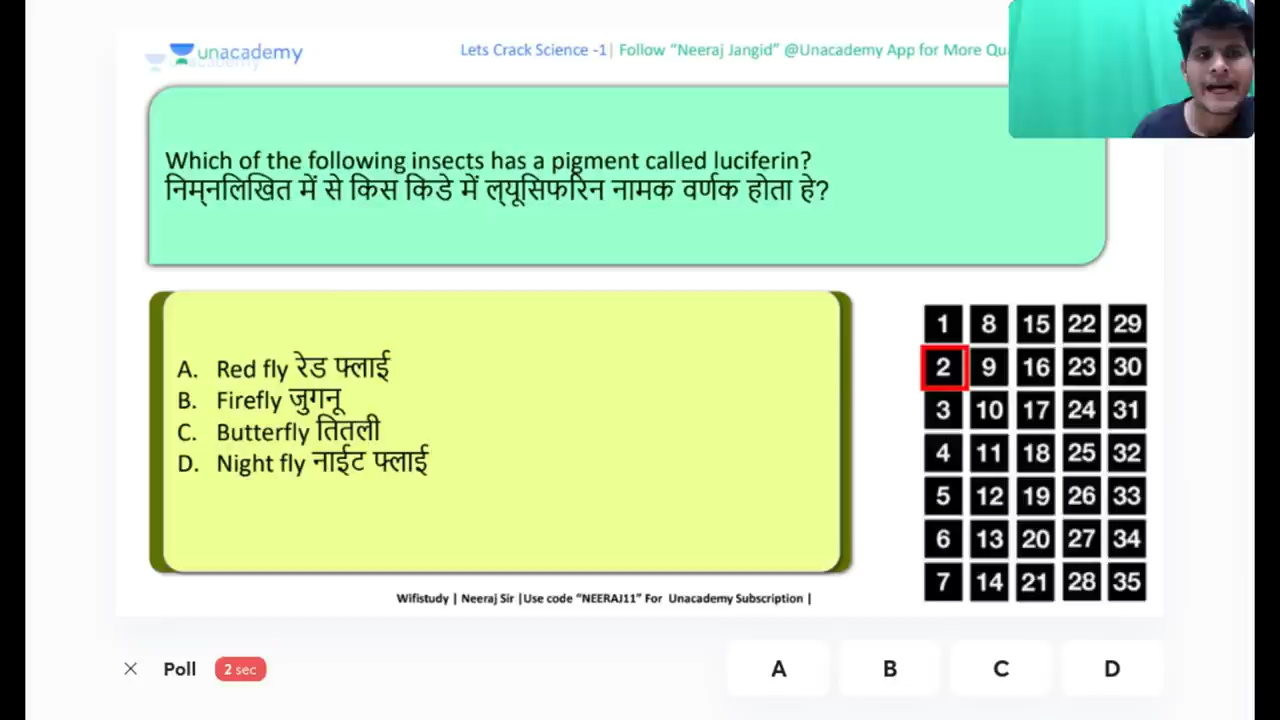 unacademy
Lets Crack Science -1| Follow “Neeraj Jangid” @Unacademy App for More Qu
Which of the following insects has a pigment called luciferin?
निम्नलिखित में से किस किडे में ल्यूसिफरिन नामक वर्णक होता हे?
A. Red fly रेड फ्लाई
B. Firefly जुगनू
C. Butterfly तितली
D. Night fly नाईट फ्लाई
1 8 15 22 29
2 9 16 23 30
3 10 17 24 31
4 11 18 25 32
5 12 19 26 33
6 13 20 27 34
7 14 21 28 35
Wifistudy | Neeraj Sir |Use code “NEERAJ11” For Unacademy Subscription |
× Poll 2 sec A B C D